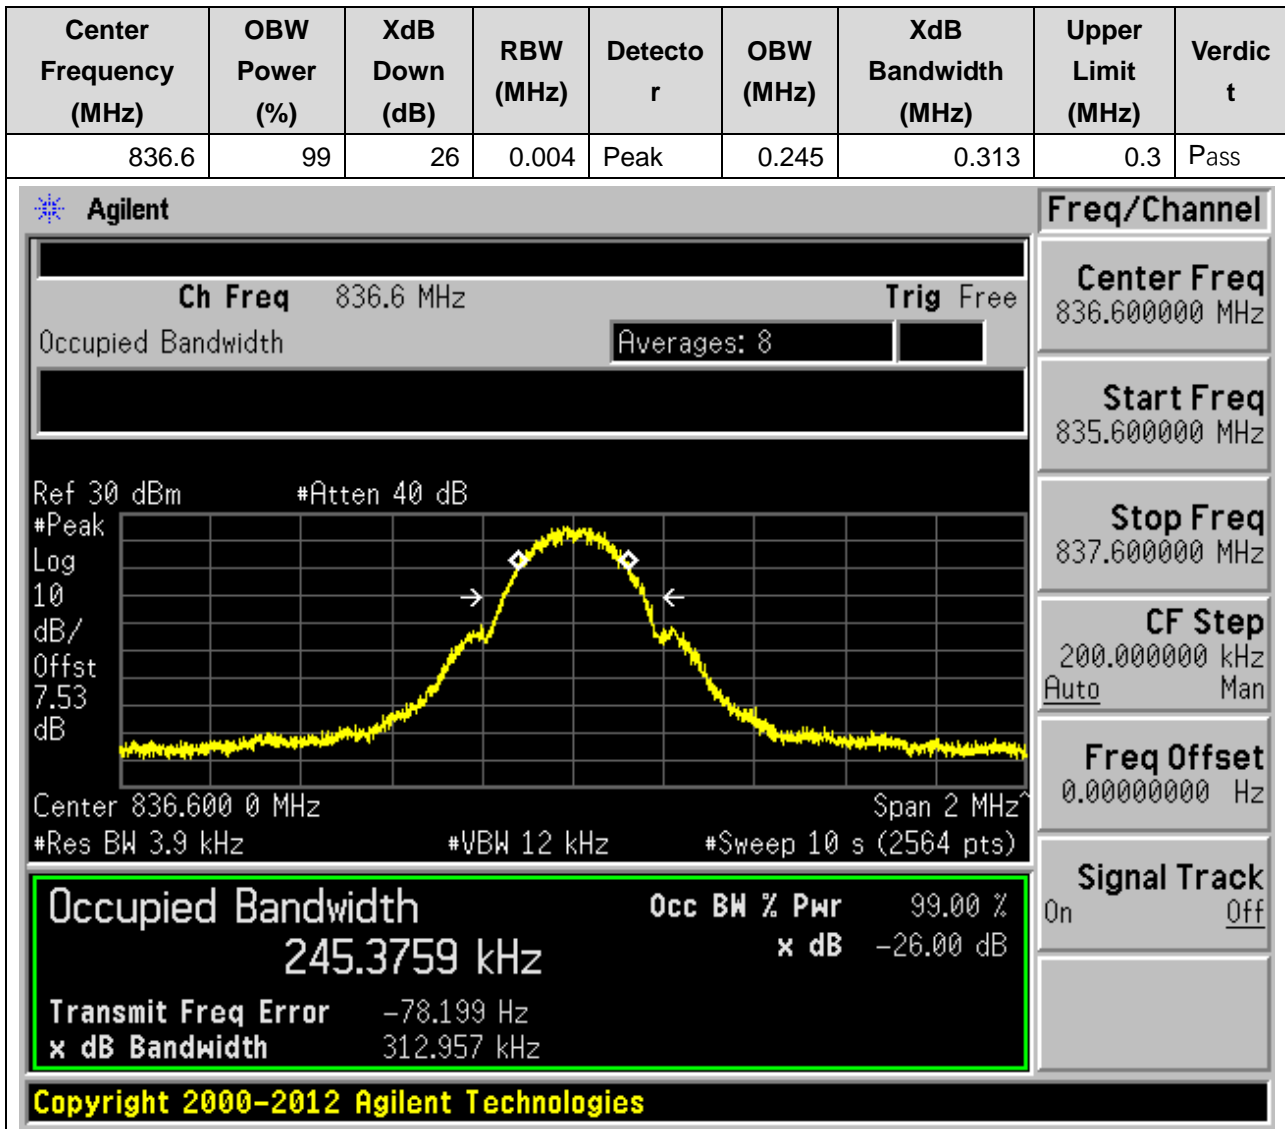 Center Frequency (MHz) OBW Power (%) XdB Down (dB) RBW (MHz) Detector OBW (MHz) XdB Bandwidth (MHz) Upper Limit (MHz) Verdict
836.6 99 26 0.004 Peak 0.245 0.313 0.3 Pass
Agilent
Freq/Channel
Ch Freq 836.6 MHz Trig Free
Occupied Bandwidth Averages: 8
Ref 30 dBm #Atten 40 dB
#Peak
Log
10
dB/
Offst
7.53
dB
Center 836.600 0 MHz Span 2 MHz^
#Res BW 3.9 kHz #VBW 12 kHz #Sweep 10 s (2564 pts)
Occupied Bandwidth Occ BW % Pwr 99.00 %
245.3759 kHz x dB -26.00 dB
Transmit Freq Error -78.199 Hz
x dB Bandwidth 312.957 kHz
Copyright 2000-2012 Agilent Technologies
Center Freq
836.600000 MHz
Start Freq
835.600000 MHz
Stop Freq
837.600000 MHz
CF Step
200.000000 kHz
Auto Man
Freq Offset
0.00000000 Hz
Signal Track
On Off